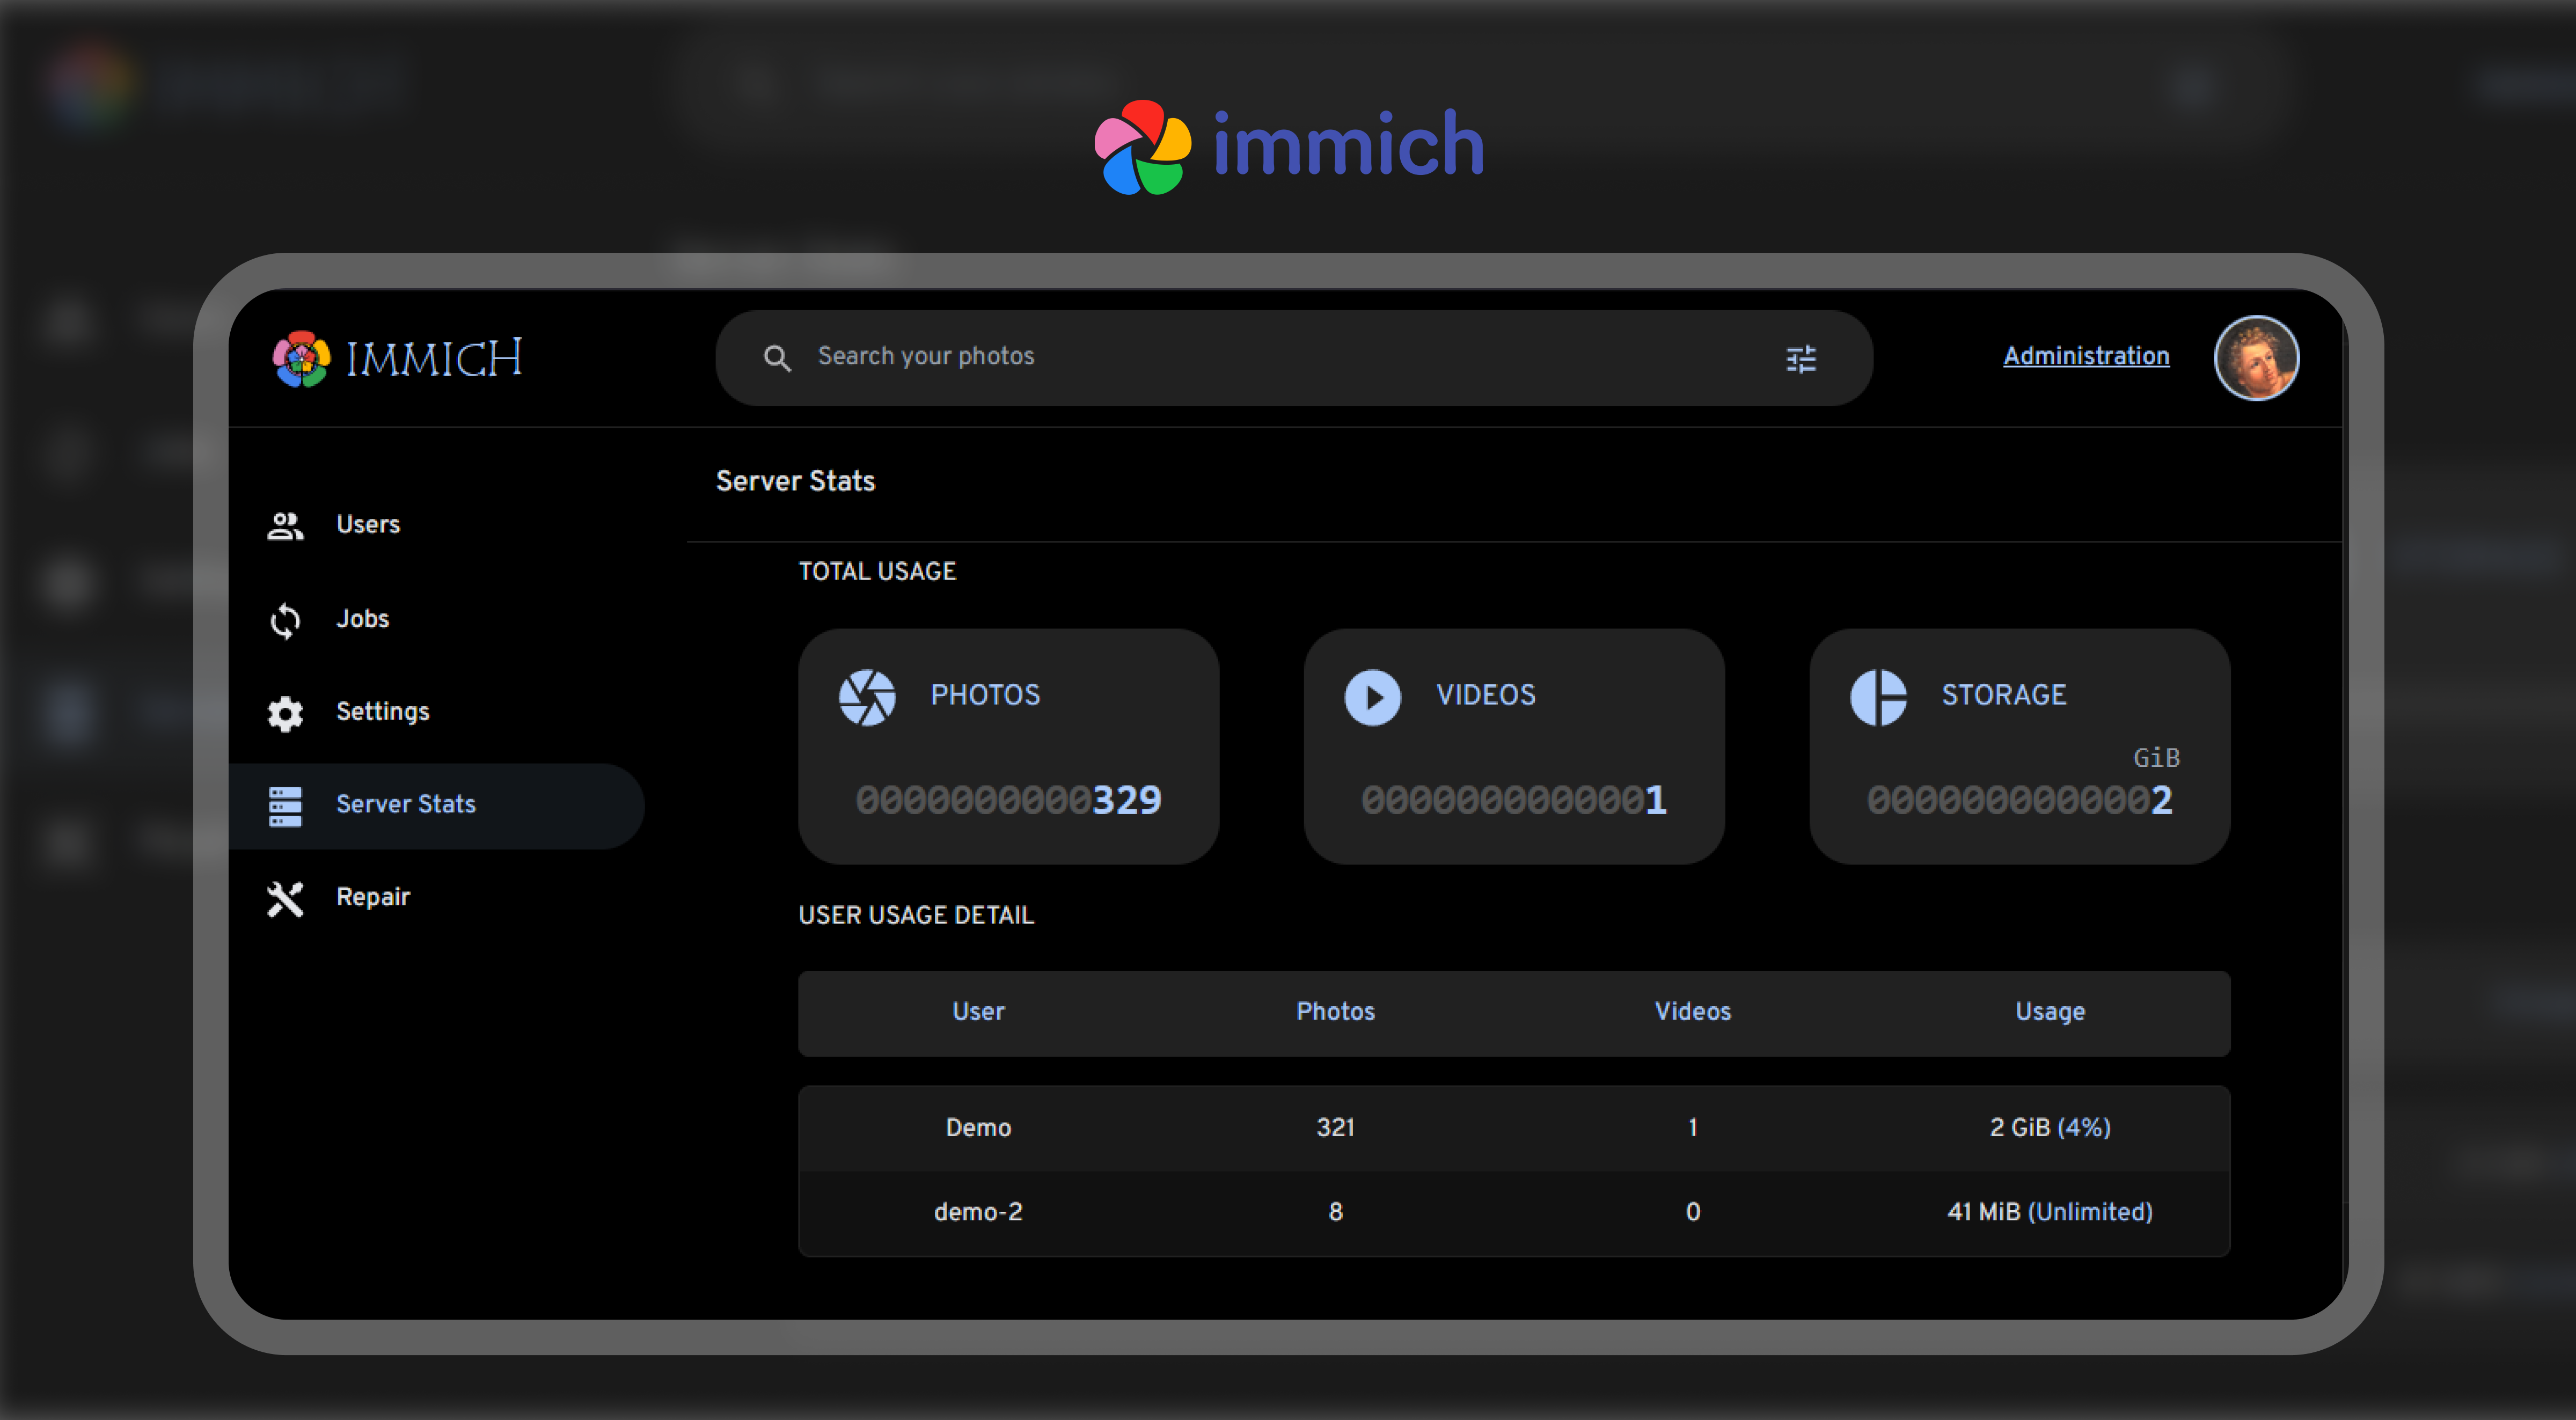 immich
IMMICH
Search your photos
Administration
Users
Jobs
Settings
Server Stats
Repair
Server Stats
TOTAL USAGE
PHOTOS
0000000000329
VIDEOS
0000000000001
STORAGE
GiB
0000000000002
USER USAGE DETAIL
User Photos Videos Usage
Demo 321 1 2 GiB (4%)
demo-2 8 0 41 MiB (Unlimited)